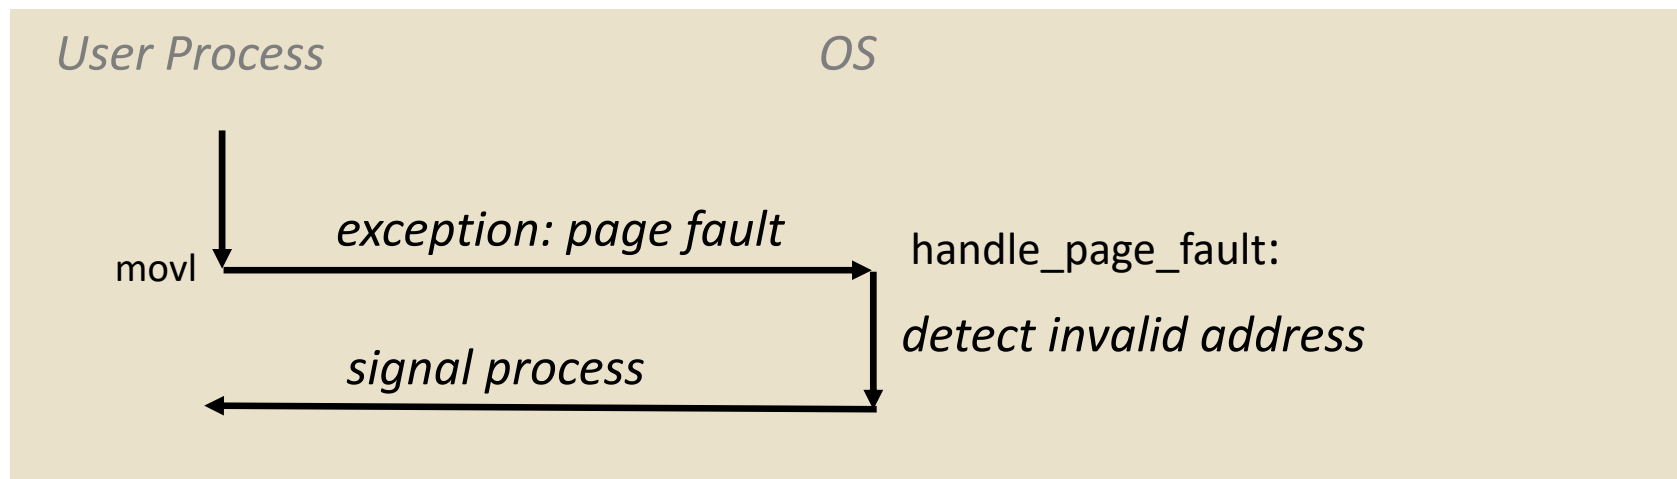 User Process
OS
exception: page fault
handle_page_fault:
movl
detect invalid address
signal process